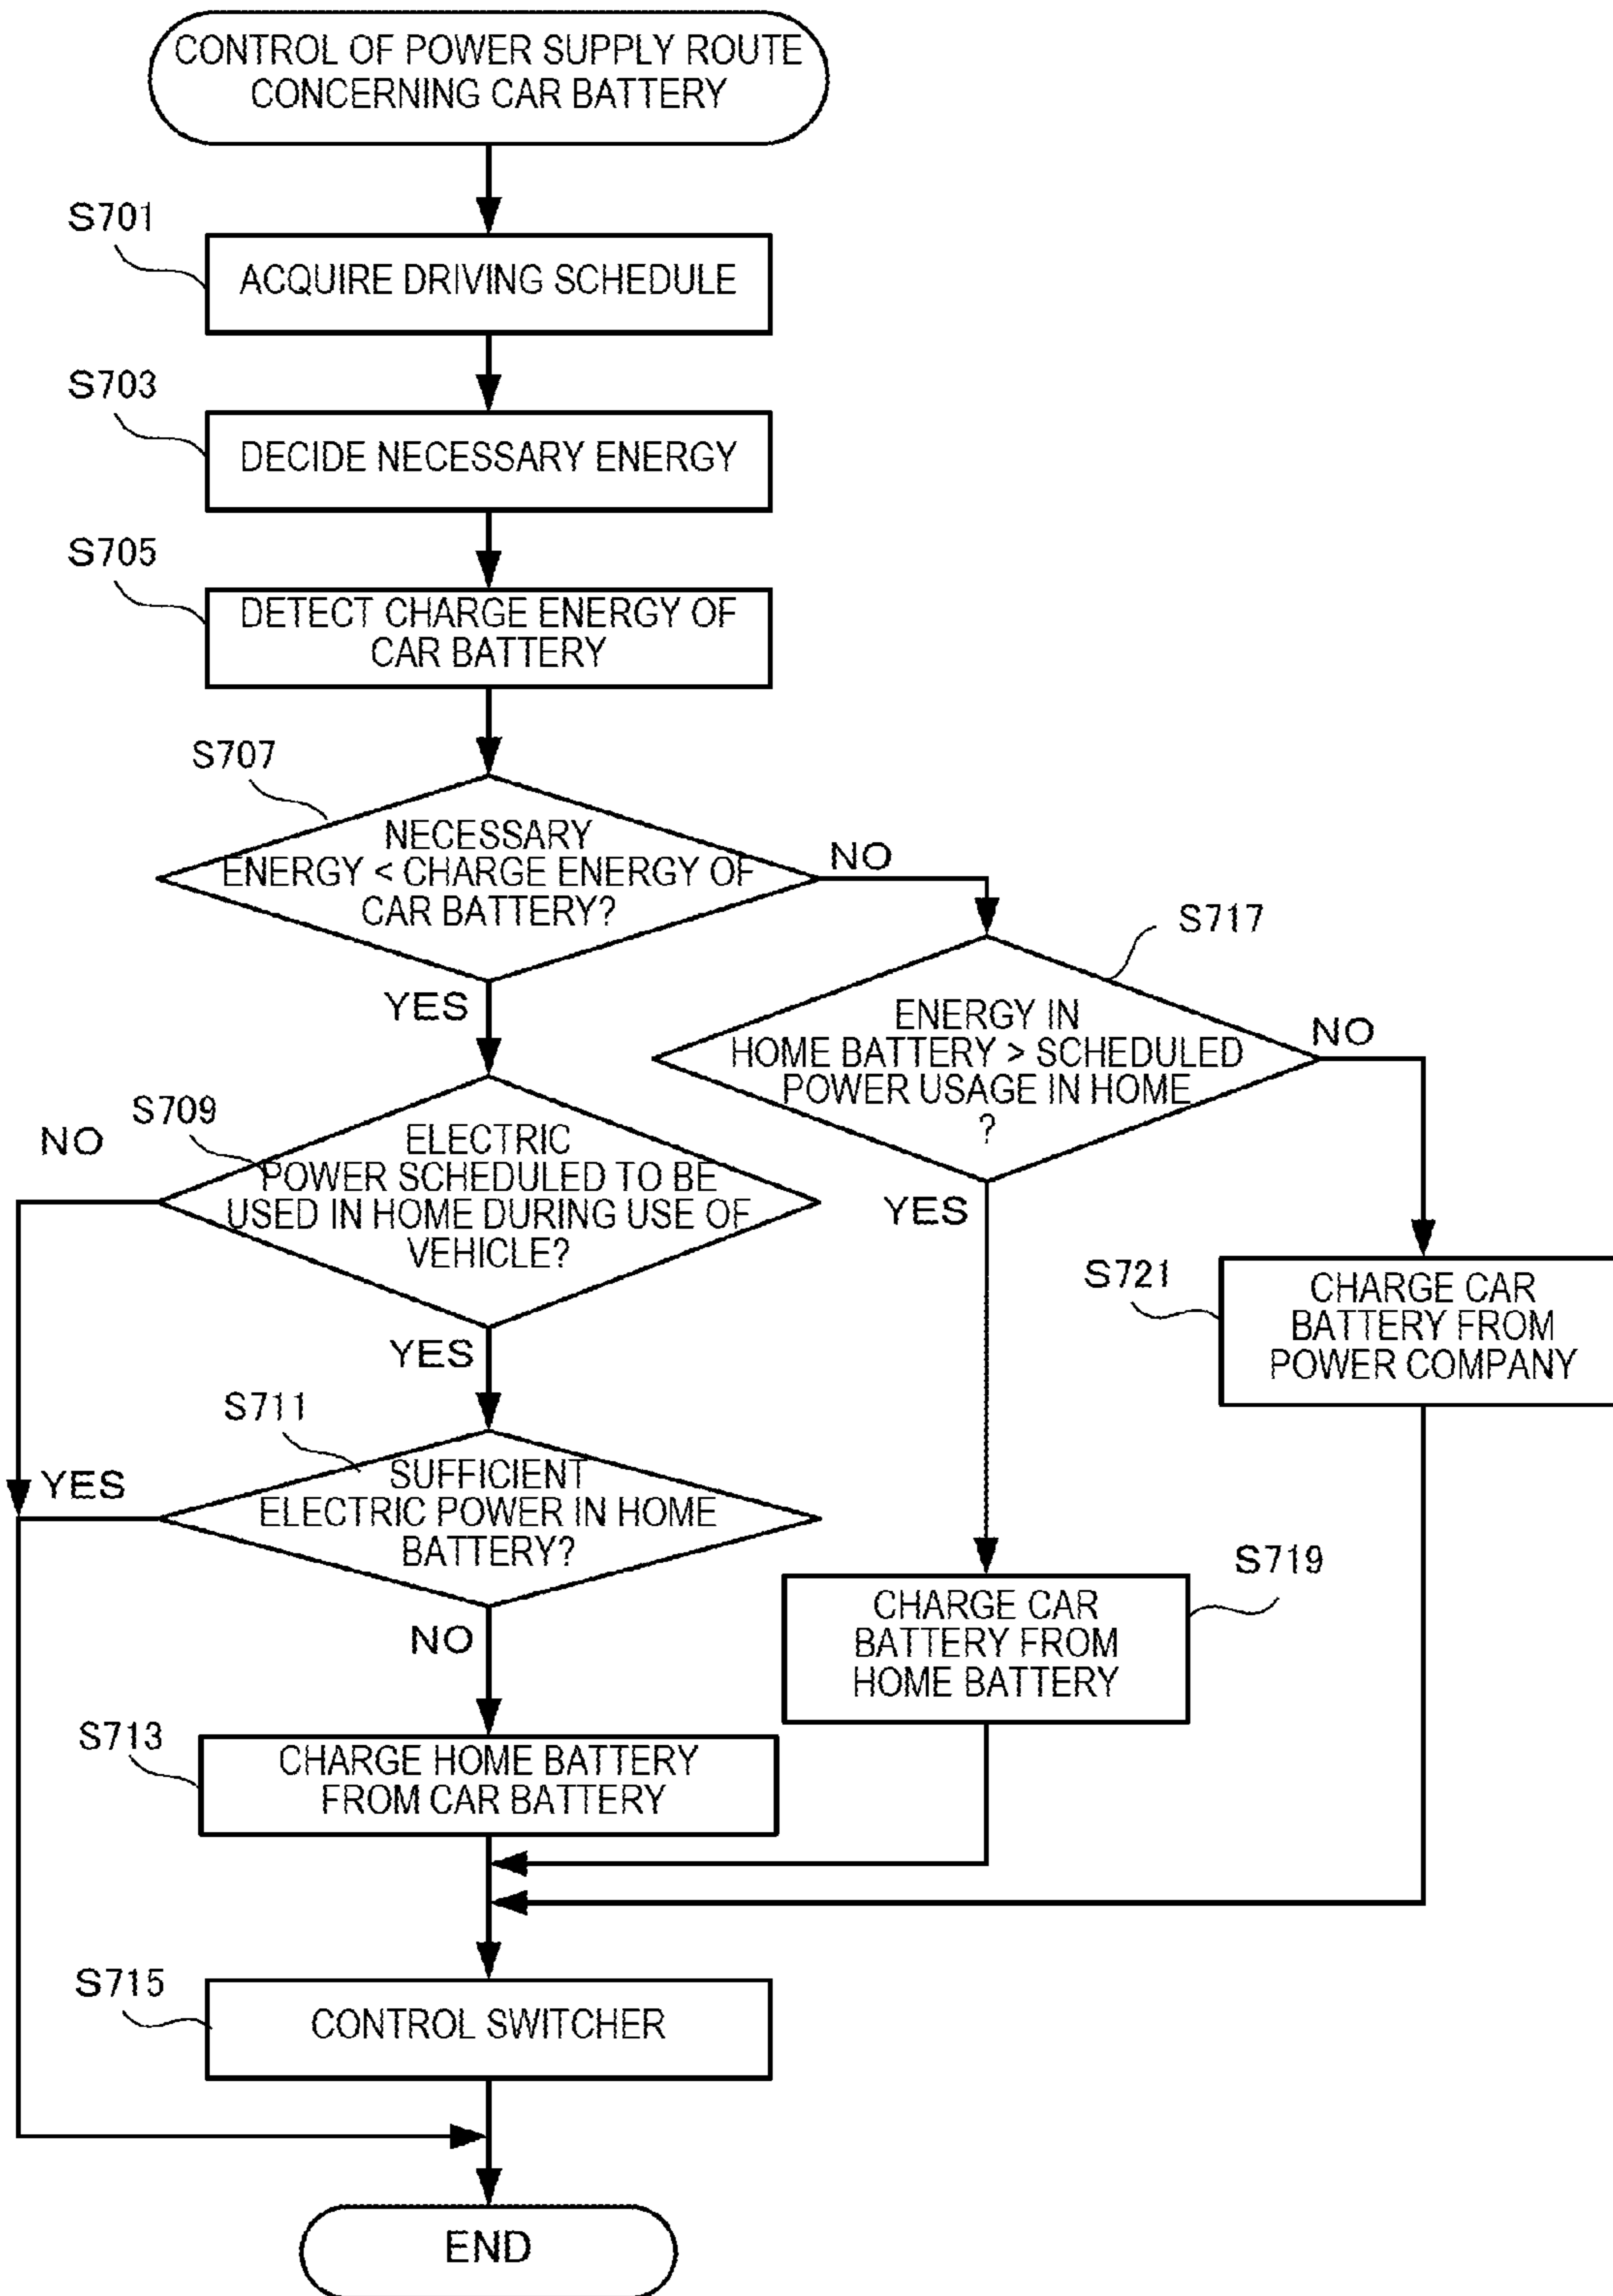 CONTROL OF POWER SUPPLY ROUTE
CONCERNING CAR BATTERY
S701
ACQUIRE DRIVING SCHEDULE
S703
DECIDE NECESSARY ENERGY
S705
DETECT CHARGE ENERGY OF
CAR BATTERY
S707
NECESSARY
ENERGY < CHARGE ENERGY OF
CAR BATTERY?
NO
YES
S717
ENERGY IN
HOME BATTERY > SCHEDULED
POWER USAGE IN HOME
?
NO
YES
S709
NO
ELECTRIC
POWER SCHEDULED TO BE
USED IN HOME DURING USE OF
VEHICLE?
YES
S721
CHARGE CAR
BATTERY FROM
POWER COMPANY
S711
YES
SUFFICIENT
ELECTRIC POWER IN HOME
BATTERY?
NO
S719
CHARGE CAR
BATTERY FROM
HOME BATTERY
S713
CHARGE HOME BATTERY
FROM CAR BATTERY
S715
CONTROL SWITCHER
END